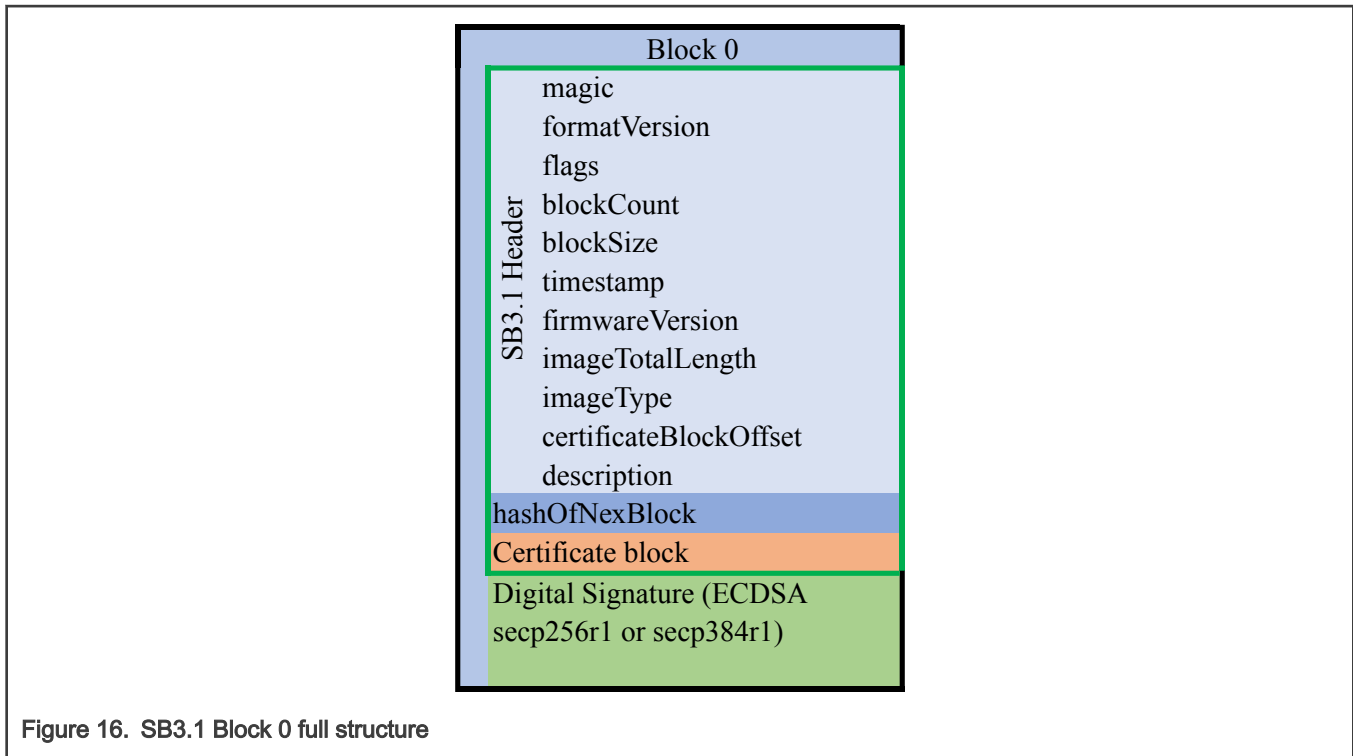 Block 0
magic
formatVersion
flags
blockCount
blockSize
timestamp
firmwareVersion
imageTotalLength
imageType
certificateBlockOffset
description
SB3.1 Header
hashOfNexBlock
Certificate block
Digital Signature (ECDSA
secp256r1 or secp384r1)
Figure 16. SB3.1 Block 0 full structure